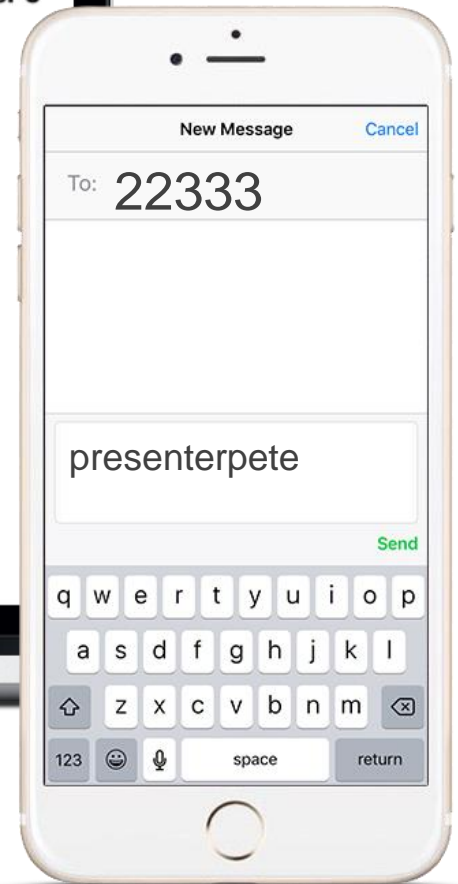 New Message Cancel
To: 22333
presenterpete
Send
q w e r t y u i o p
a s d f g h j k l
z x c v b n m
123 space return